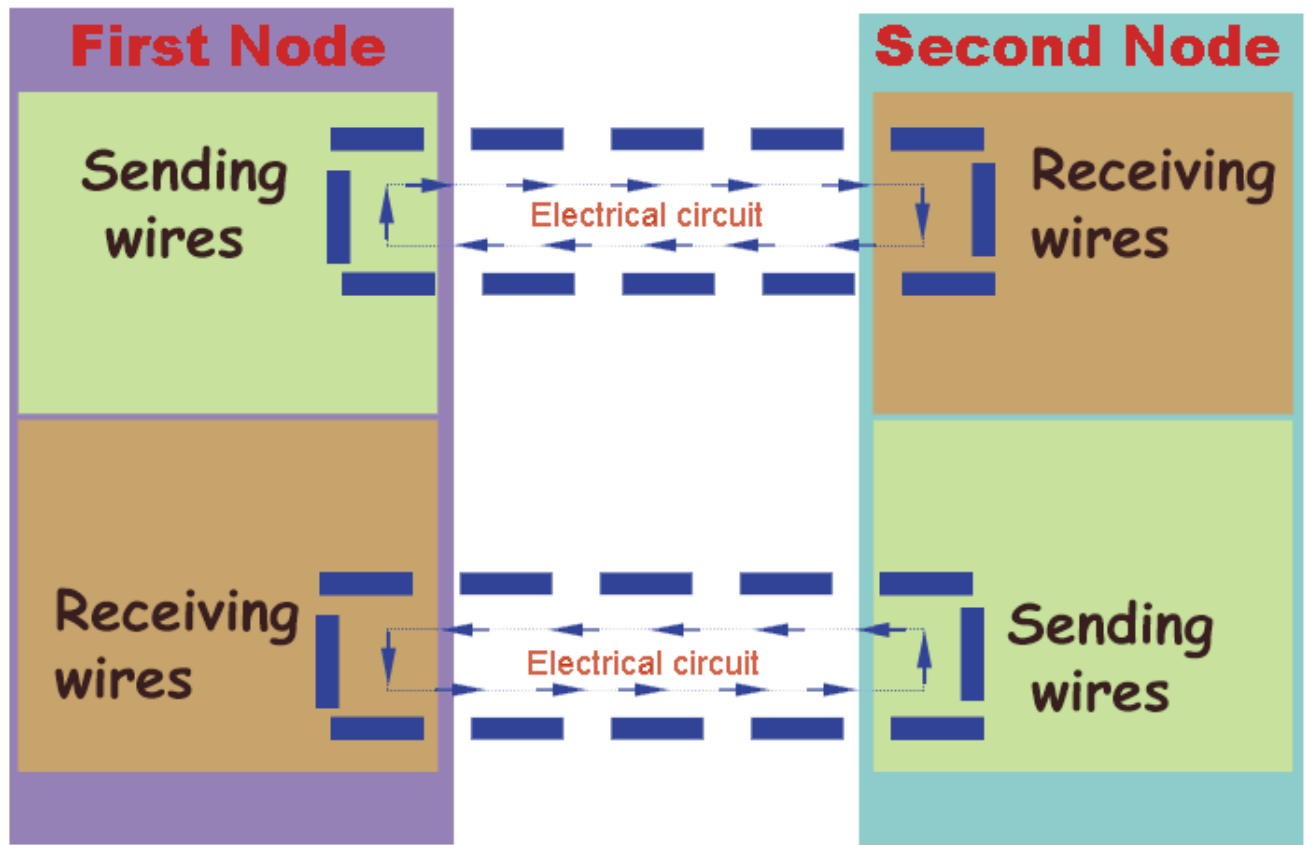 First Node
Second Node
Sending
wires
Electrical circuit
Receiving
wires
Receiving
wires
Electrical circuit
Sending
wires